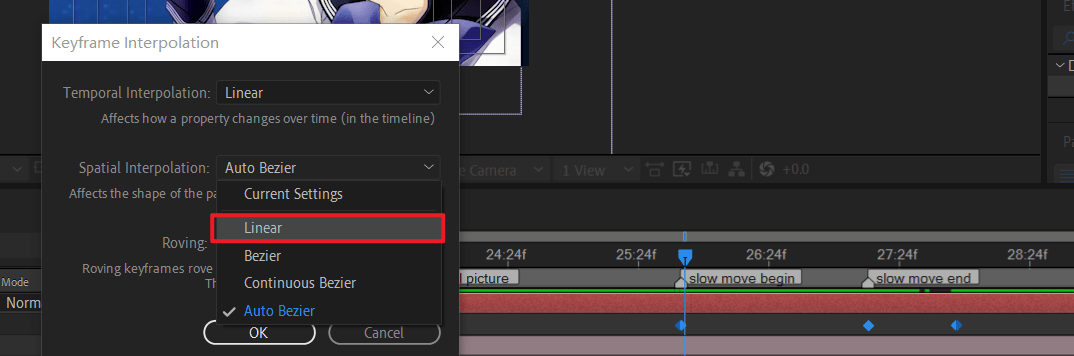 Keyframe Interpolation
Temporal Interpolation: Linear
Affects how a property changes over time (in the timeline)
Spatial Interpolation: Auto Bezier
Affects the shape of the pa
Current Settings
Linear
Bezier
Continuous Bezier
Auto Bezier
Roving:
Roving keyframes rove
Th
OK
Cancel
Camera
1 View
+0.0
24:24f
25:24f
26:24f
27:24f
28:24f
picture
slow move begin
slow move end
Mode
Norm